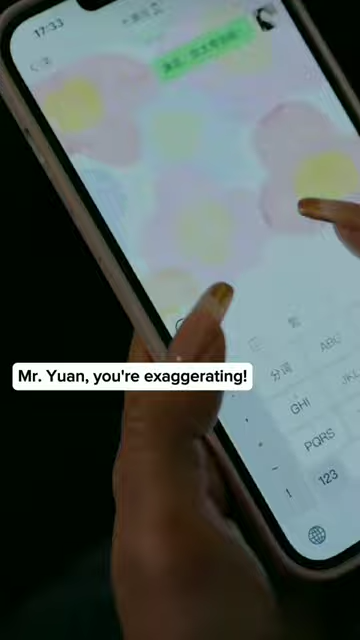 17:33
Mr. Yuan, you're exaggerating!
分词
ABC
GHI
JKL
PQRS
123